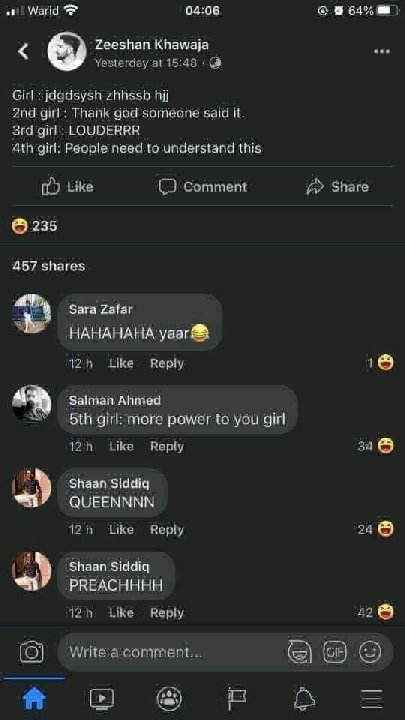 Warid
04:06
64%
Zeeshan Khawaja
Yesterday at 15:48 ·
Girl : jdgdsysh zhhssb hjj
2nd girl : Thank god someone said it.
3rd girl : LOUDERRR
4th girl: People need to understand this
Like
Comment
Share
235
457 shares
Sara Zafar
HAHAHAHA yaar😂
12 h Like Reply
1
Salman Ahmed
5th girl: more power to you girl
12 h Like Reply
34
Shaan Siddiq
QUEENNNN
12 h Like Reply
24
Shaan Siddiq
PREACHHHH
12 h Like Reply
42
Write a comment...
GIF